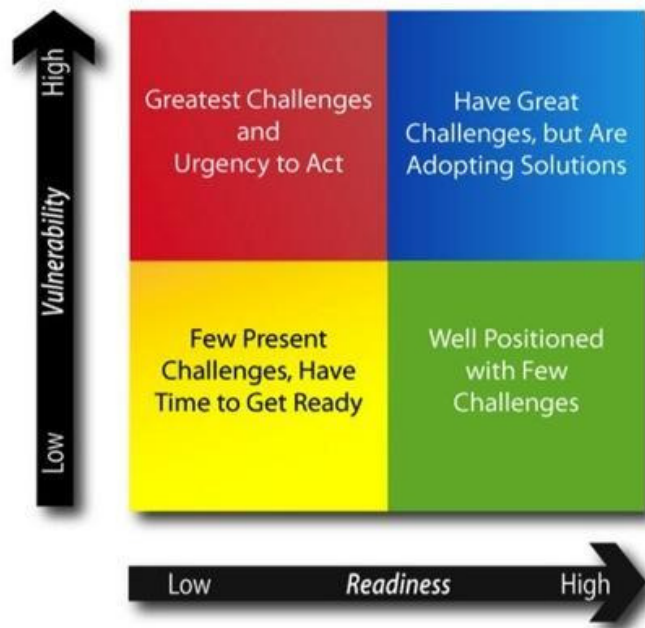 High
Vulnerability
Low
Greatest Challenges
and
Urgency to Act
Have Great
Challenges, but Are
Adopting Solutions
Few Present
Challenges, Have
Time to Get Ready
Well Positioned
with Few
Challenges
Low Readiness High